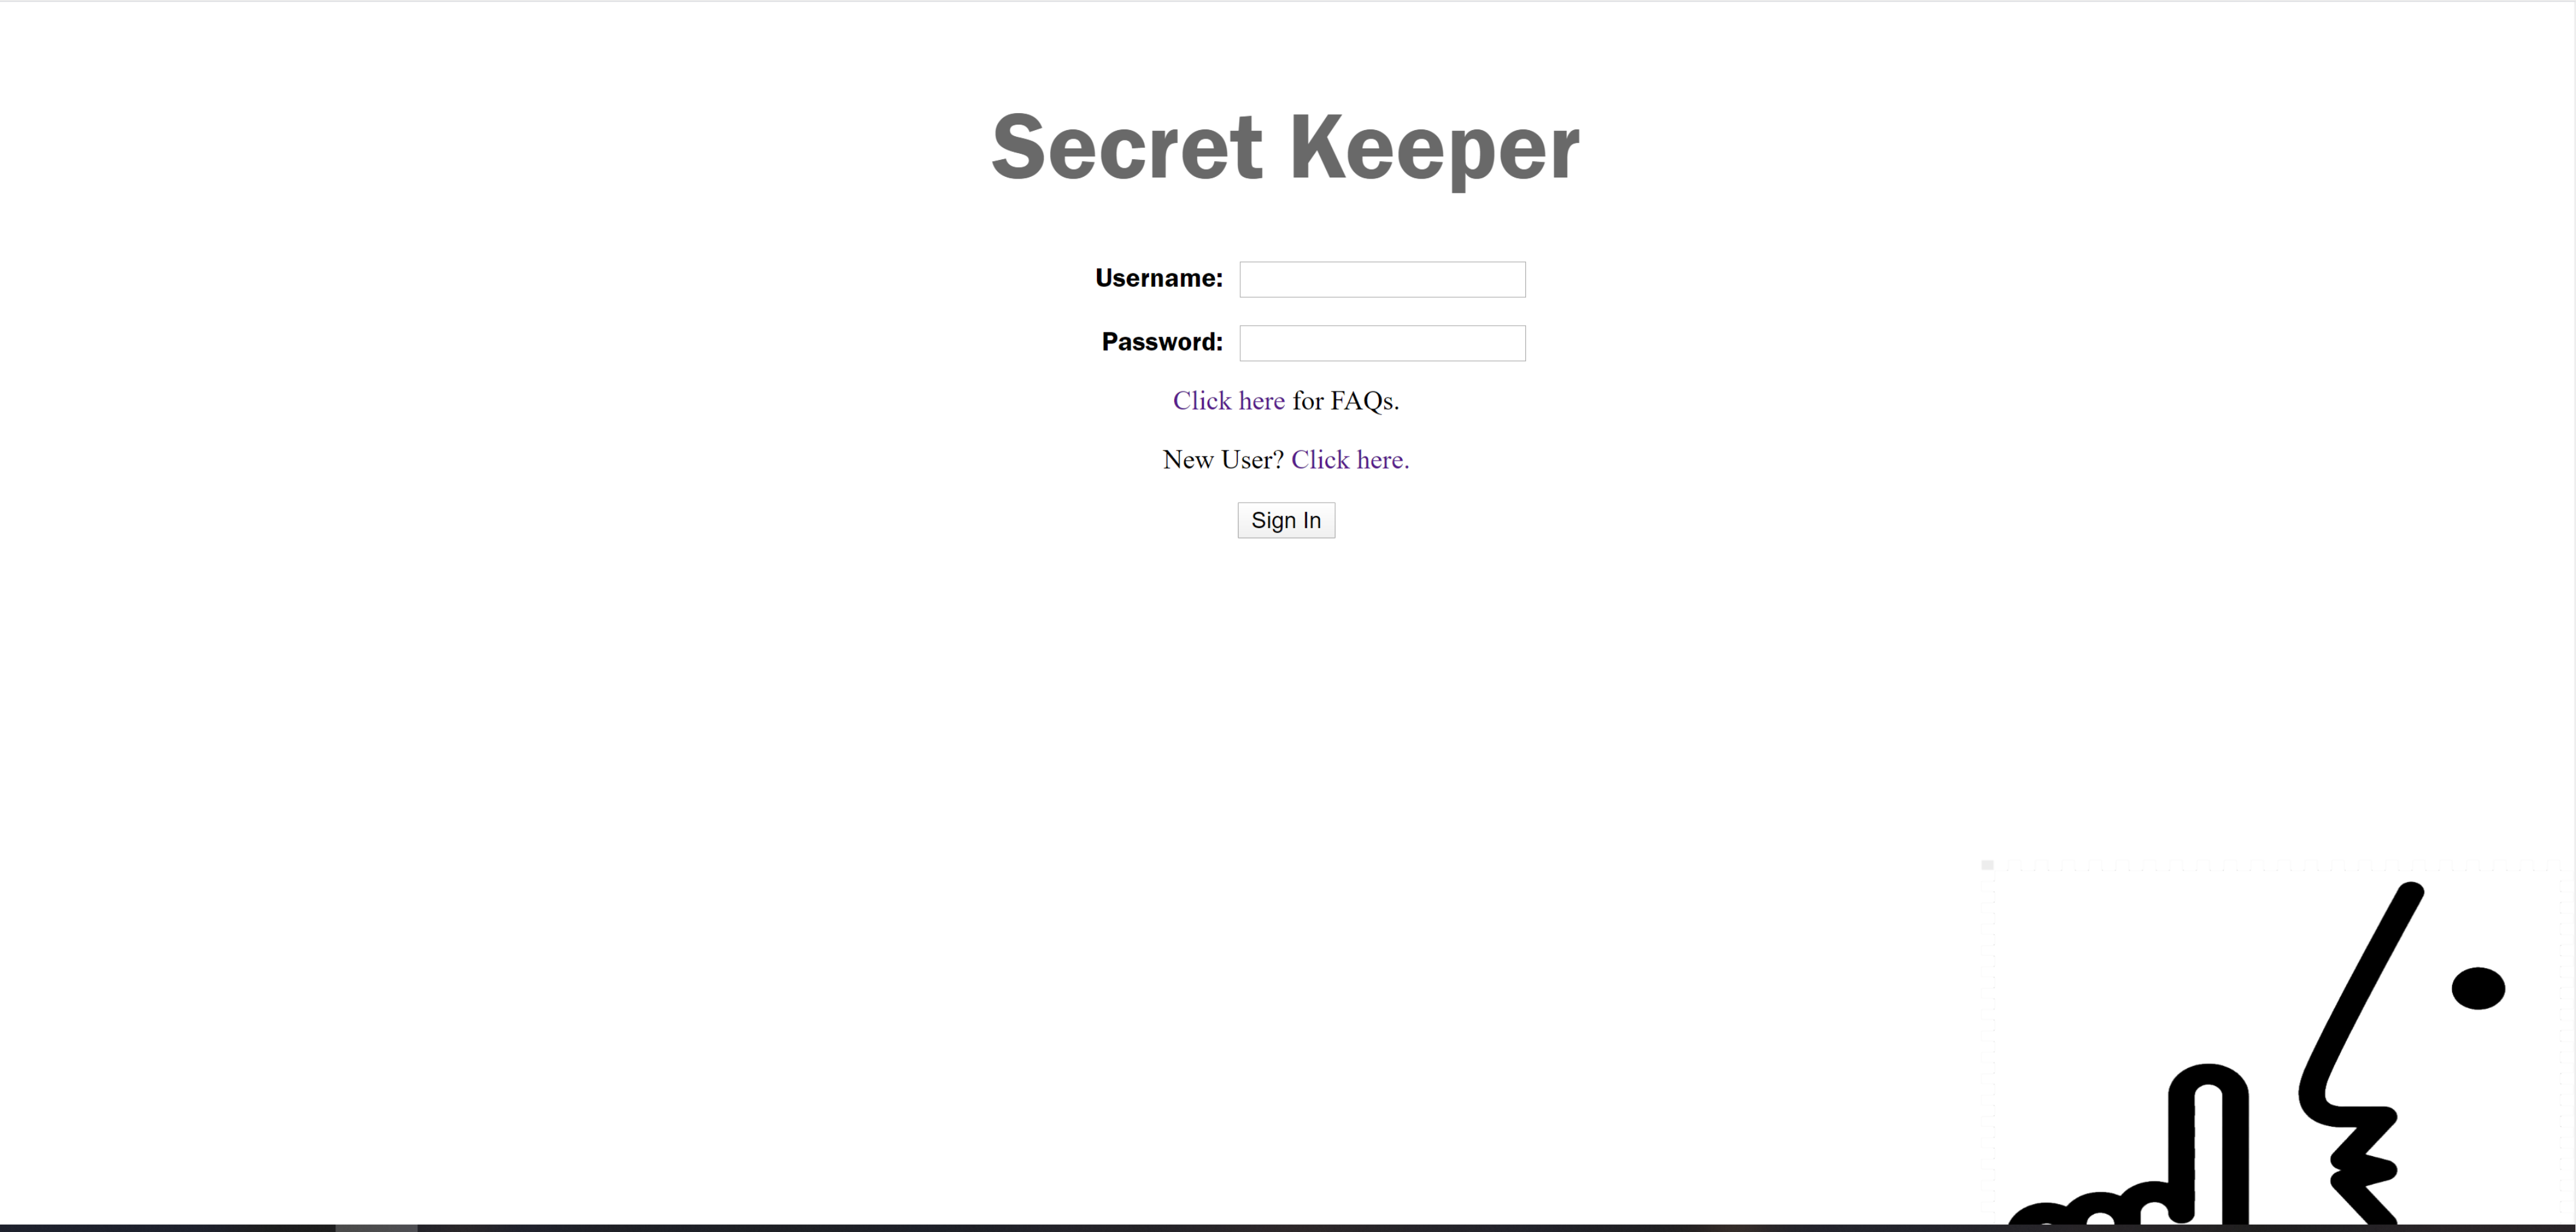 Secret Keeper
Username:
Password:
Click here for FAQs.
New User? Click here.
Sign In